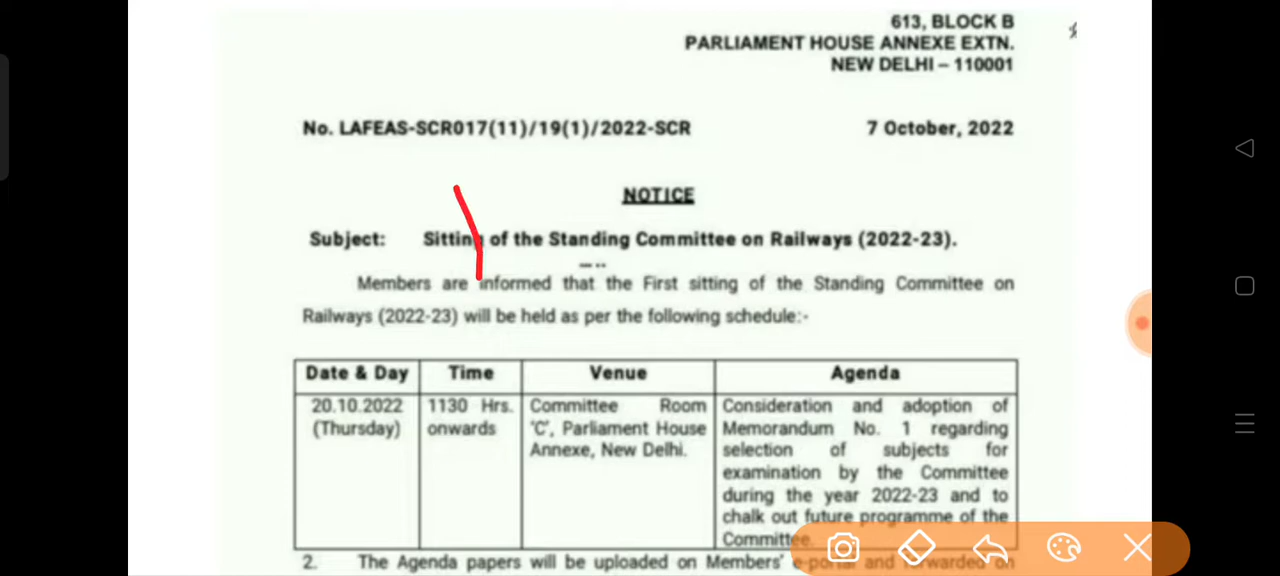 613, BLOCK B
PARLIAMENT HOUSE ANNEXE EXTN.
NEW DELHI – 110001
No. LAFEAS-SCR017(11)/19(1)/2022-SCR 7 October, 2022
NOTICE
Subject: Sitting of the Standing Committee on Railways (2022-23).
Members are informed that the First sitting of the Standing Committee on
Railways (2022-23) will be held as per the following schedule:-
Date & Day Time Venue Agenda
20.10.2022 1130 Hrs. Committee Room Consideration and adoption of
(Thursday) onwards 'C', Parliament House Memorandum No. 1 regarding
Annexe, New Delhi. selection of subjects for
examination by the Committee
during the year 2022-23 and to
chalk out future programme of the
Committee.
2. The Agenda papers will be uploaded on Members' e-portal and forwarded on